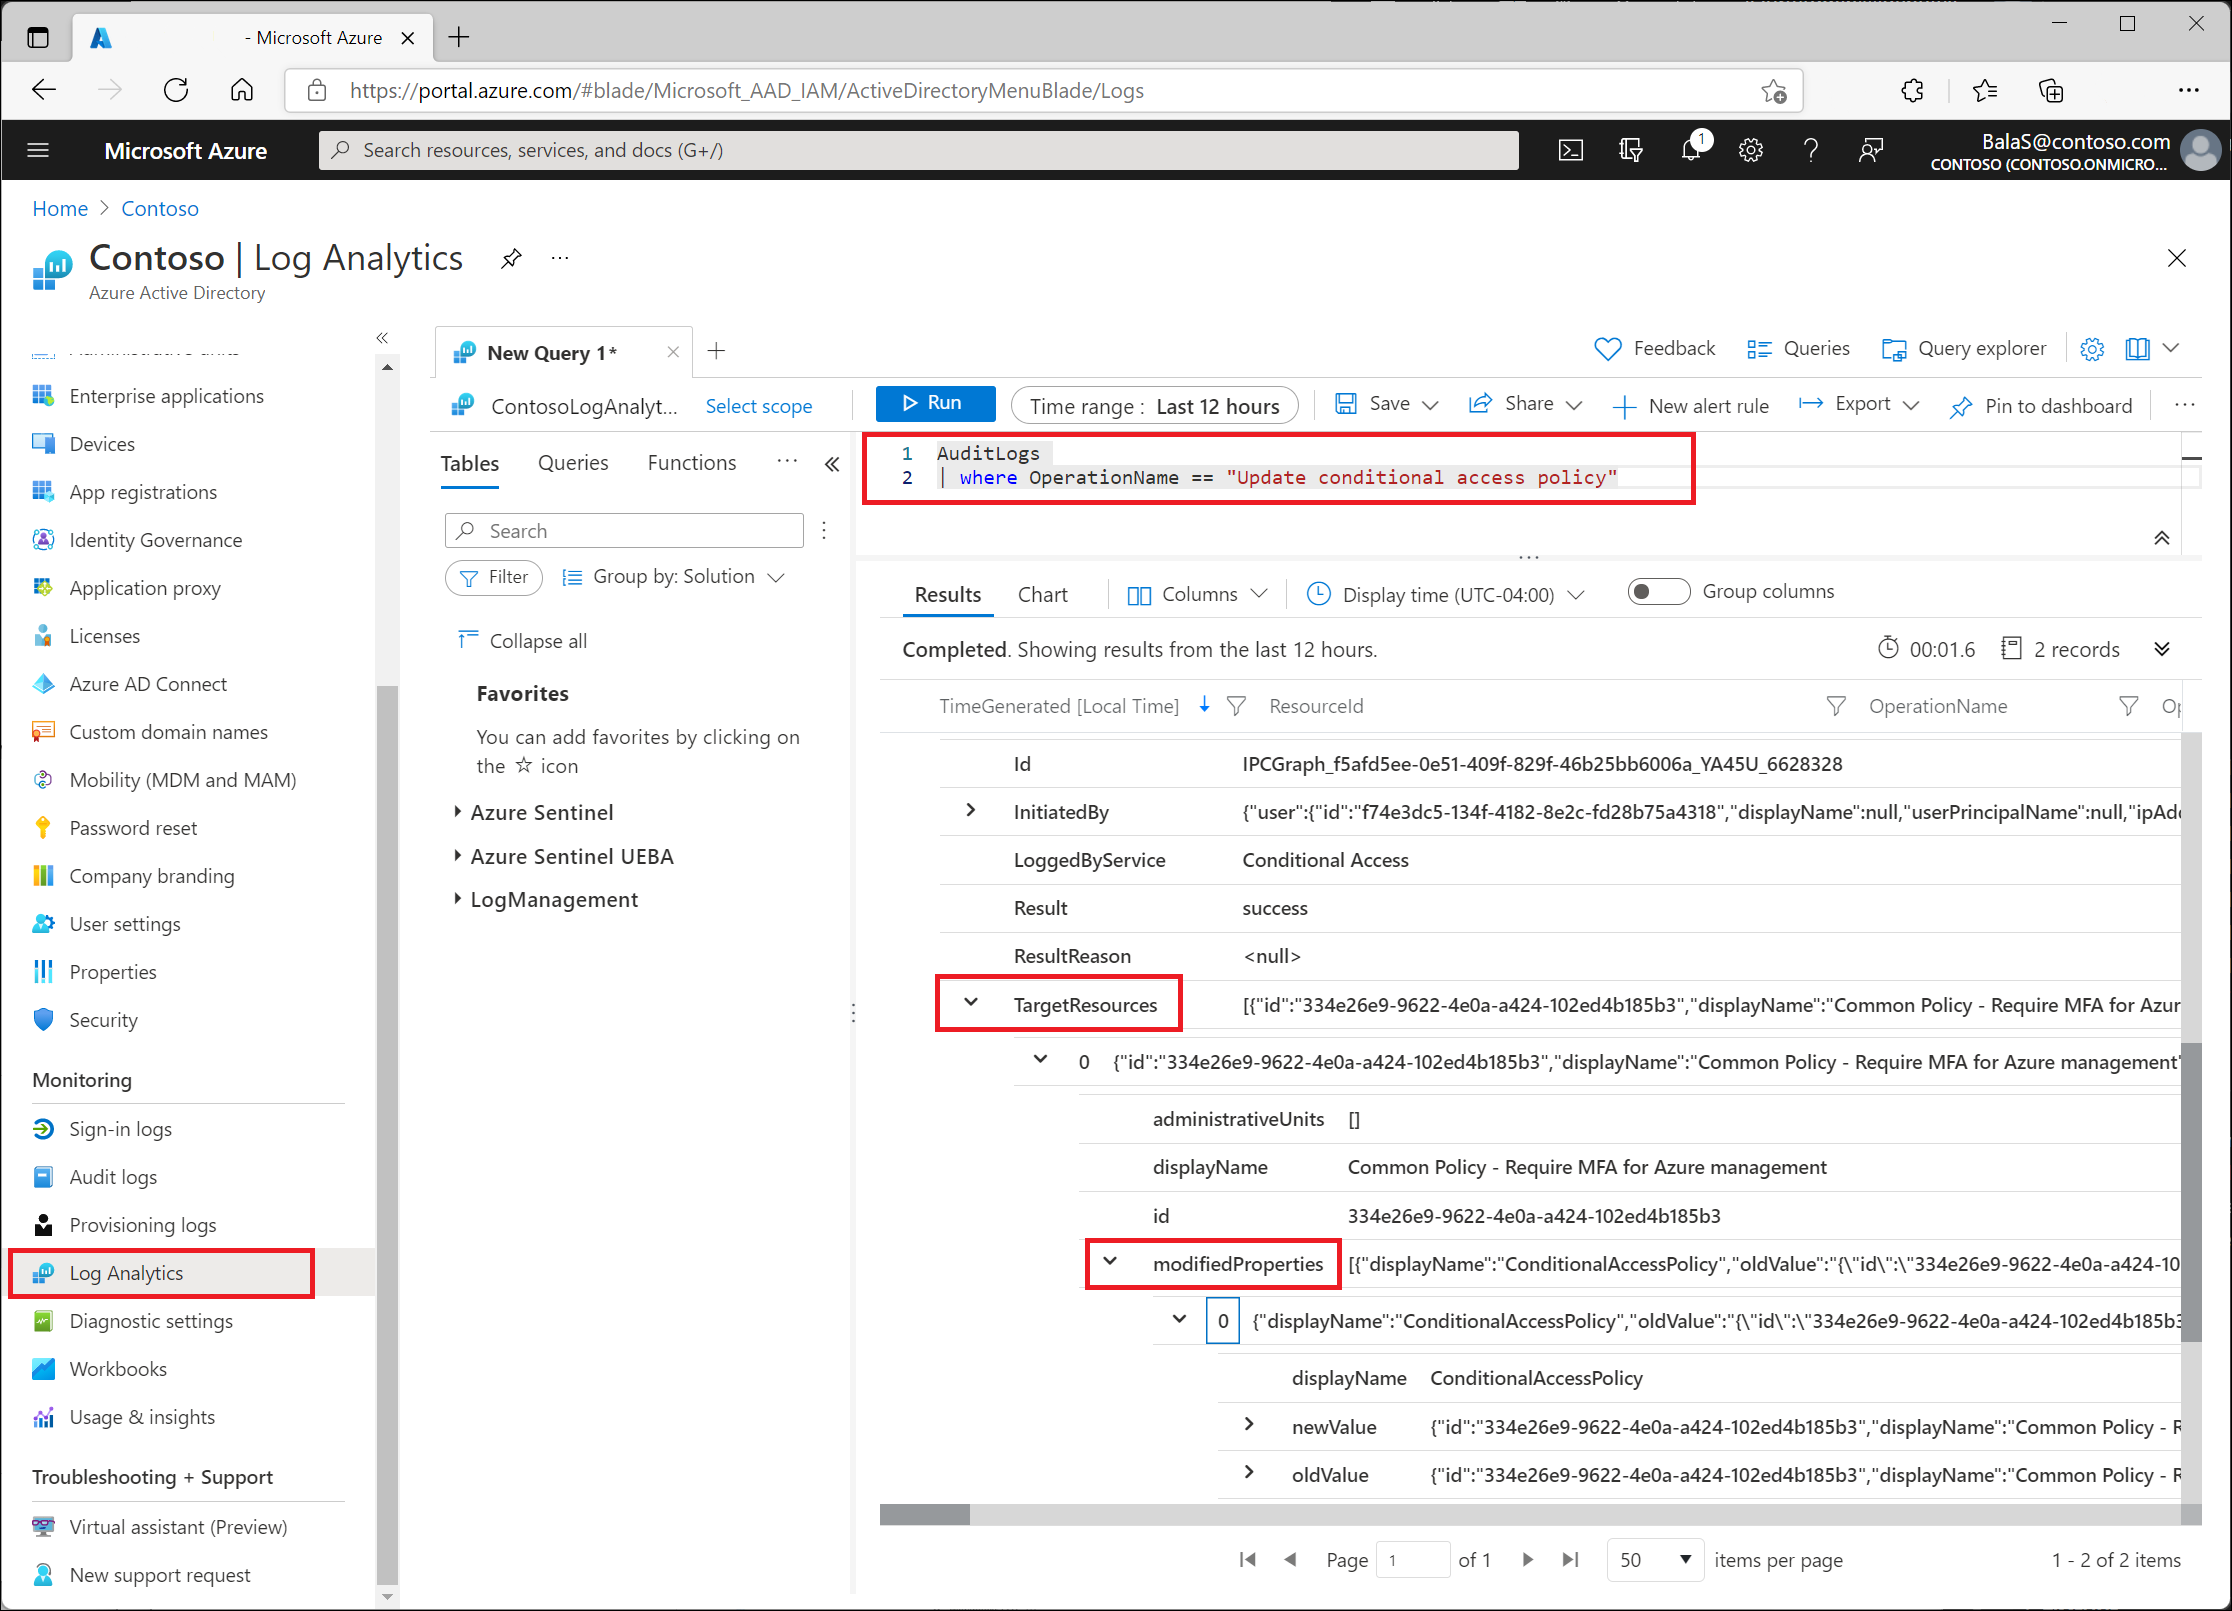 - Microsoft Azure
https://portal.azure.com/#blade/Microsoft_AAD_IAM/ActiveDirectoryMenuBlade/Logs
Microsoft Azure
Search resources, services, and docs (G+/)
1
BalaS@contoso.com
CONTOSO (CONTOSO.ONMICRO...
Home > Contoso
Contoso | Log Analytics
Azure Active Directory
Enterprise applications
Devices
App registrations
Identity Governance
Application proxy
Licenses
Azure AD Connect
Custom domain names
Mobility (MDM and MAM)
Password reset
Company branding
User settings
Properties
Security
Monitoring
Sign-in logs
Audit logs
Provisioning logs
Log Analytics
Diagnostic settings
Workbooks
Usage & insights
Troubleshooting + Support
Virtual assistant (Preview)
New support request
New Query 1*
Feedback
Queries
Query explorer
ContosoLogAnalyt...
Select scope
Run
Time range : Last 12 hours
Save
Share
New alert rule
Export
Pin to dashboard
Tables
Queries
Functions
Search
Filter
Group by: Solution
Collapse all
Favorites
You can add favorites by clicking on
the ☆ icon
Azure Sentinel
Azure Sentinel UEBA
LogManagement
1 AuditLogs
2 | where OperationName == "Update conditional access policy"
Results
Chart
Columns
Display time (UTC-04:00)
Group columns
Completed. Showing results from the last 12 hours.
00:01.6
2 records
TimeGenerated [Local Time]
ResourceId
OperationName
Id IPCGraph_f5afd5ee-0e51-409f-829f-46b25bb6006a_YA45U_6628328
InitiatedBy {"user":{"id":"f74e3dc5-134f-4182-8e2c-fd28b75a4318","displayName":null,"userPrincipalName":null,"ipAdd
LoggedByService Conditional Access
Result success
ResultReason <null>
TargetResources [{"id":"334e26e9-9622-4e0a-a424-102ed4b185b3","displayName":"Common Policy - Require MFA for Azur
0 {"id":"334e26e9-9622-4e0a-a424-102ed4b185b3","displayName":"Common Policy - Require MFA for Azure management"
administrativeUnits []
displayName Common Policy - Require MFA for Azure management
id 334e26e9-9622-4e0a-a424-102ed4b185b3
modifiedProperties [{"displayName":"ConditionalAccessPolicy","oldValue":"{\"id\":\"334e26e9-9622-4e0a-a424-10
0 {"displayName":"ConditionalAccessPolicy","oldValue":"{\"id\":\"334e26e9-9622-4e0a-a424-102ed4b185b3
displayName ConditionalAccessPolicy
newValue {"id":"334e26e9-9622-4e0a-a424-102ed4b185b3","displayName":"Common Policy - R
oldValue {"id":"334e26e9-9622-4e0a-a424-102ed4b185b3","displayName":"Common Policy - R
Page 1 of 1
50 items per page
1 - 2 of 2 items